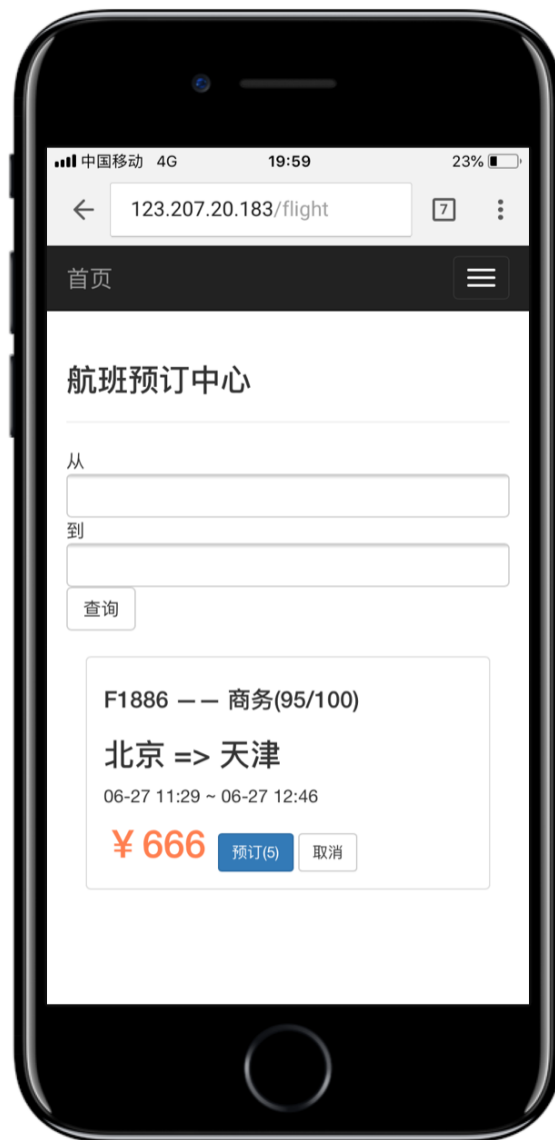 中国移动 4G 19:59 23%
123.207.20.183/flight 7
首页
航班预订中心
从
到
查询
F1886 —— 商务(95/100)
北京 => 天津
06-27 11:29 ~ 06-27 12:46
¥ 666 预订(5) 取消